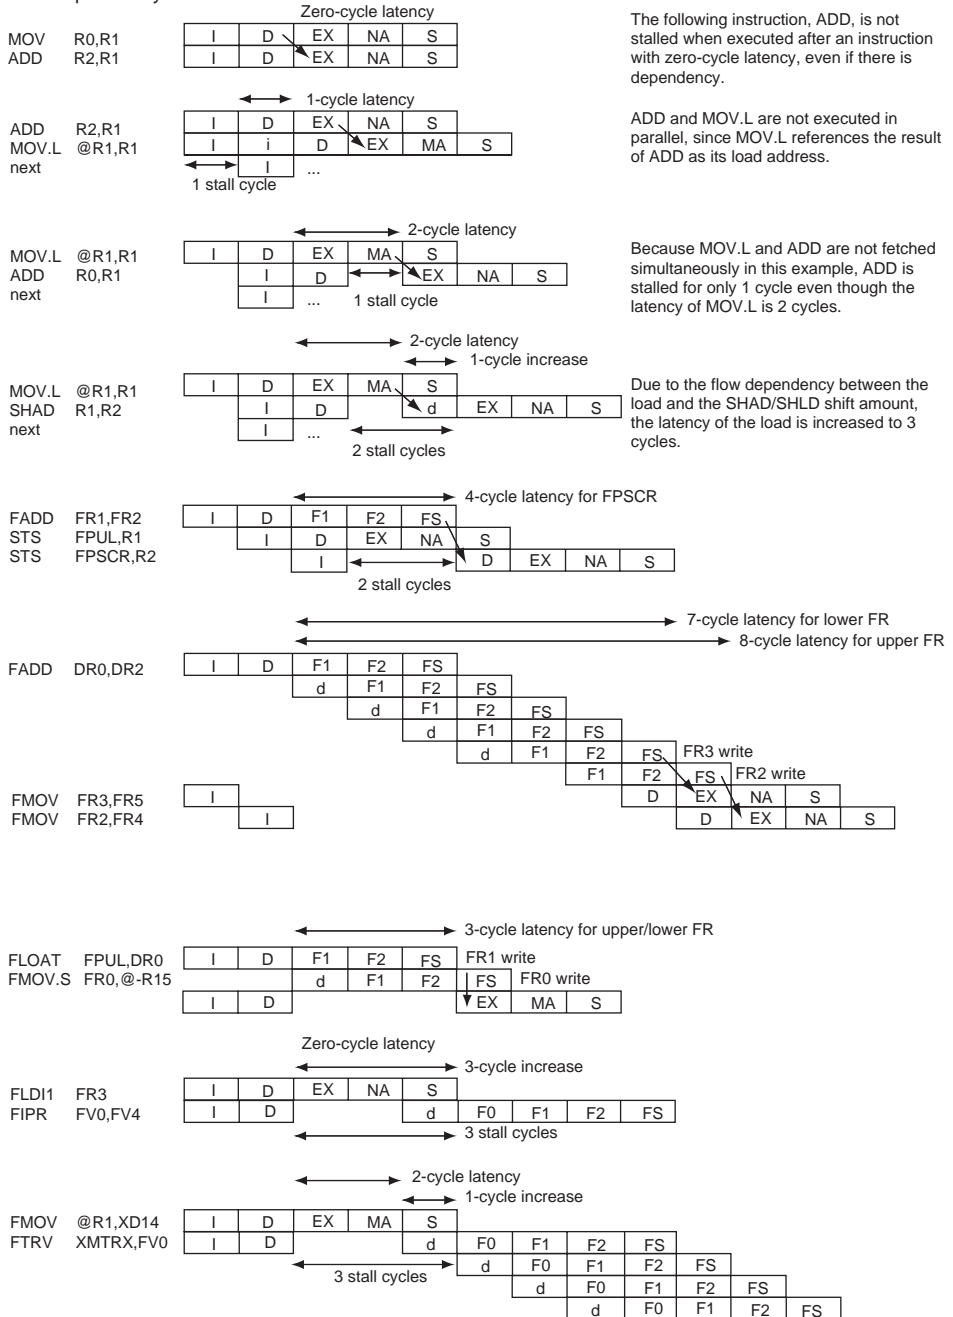 Zero-cycle latency
MOV R0,R1 I D EX NA S
ADD R2,R1 I D EX NA S
The following instruction, ADD, is not
stalled when executed after an instruction
with zero-cycle latency, even if there is
dependency.
1-cycle latency
ADD R2,R1 I D EX NA S
MOV.L @R1,R1 I i D EX MA S
next I ...
1 stall cycle
ADD and MOV.L are not executed in
parallel, since MOV.L references the result
of ADD as its load address.
2-cycle latency
MOV.L @R1,R1 I D EX MA S
ADD R0,R1 I D EX NA S
next I ... 1 stall cycle
Because MOV.L and ADD are not fetched
simultaneously in this example, ADD is
stalled for only 1 cycle even though the
latency of MOV.L is 2 cycles.
2-cycle latency
1-cycle increase
MOV.L @R1,R1 I D EX MA S
SHAD R1,R2 I D d EX NA S
next I ...
2 stall cycles
Due to the flow dependency between the
load and the SHAD/SHLD shift amount,
the latency of the load is increased to 3
cycles.
4-cycle latency for FPSCR
FADD FR1,FR2 I D F1 F2 FS
STS FPUL,R1 I D EX NA S
STS FPSCR,R2 I D EX NA S
2 stall cycles
7-cycle latency for lower FR
8-cycle latency for upper FR
FADD DR0,DR2 I D F1 F2 FS
d F1 F2 FS
d F1 F2 FS
d F1 F2 FS
d F1 F2 FS FR3 write
F1 F2 FS FR2 write
FMOV FR3,FR5 I D EX NA S
FMOV FR2,FR4 I D EX NA S
3-cycle latency for upper/lower FR
FLOAT FPUL,DR0 I D F1 F2 FS FR1 write
FMOV.S FR0,@-R15 d F1 F2 FS FR0 write
I D EX MA S
Zero-cycle latency
3-cycle increase
FLDI1 FR3 I D EX NA S
FIPR FV0,FV4 I D d F0 F1 F2 FS
3 stall cycles
2-cycle latency
1-cycle increase
FMOV @R1,XD14 I D EX MA S
FTRV XMTRX,FV0 I D d F0 F1 F2 FS
3 stall cycles d F0 F1 F2 FS
d F0 F1 F2 FS
d F0 F1 F2 FS